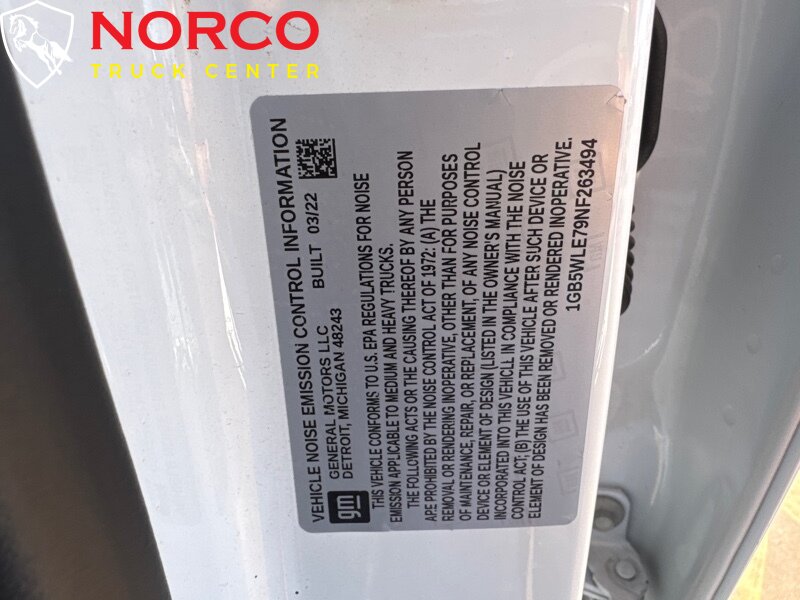 NORCO
TRUCK CENTER
VEHICLE NOISE EMISSION CONTROL INFORMATION
gm
GENERAL MOTORS LLC
DETROIT, MICHIGAN 48243
BUILT 03/22
THIS VEHICLE CONFORMS TO U.S. EPA REGULATIONS FOR NOISE
EMISSION APPLICABLE TO MEDIUM AND HEAVY TRUCKS.
THE FOLLOWING ACTS OR THE CAUSING THEREOF BY ANY PERSON
ARE PROHIBITED BY THE NOISE CONTROL ACT OF 1972: (A) THE
REMOVAL OR RENDERING INOPERATIVE, OTHER THAN FOR PURPOSES
OF MAINTENANCE, REPAIR, OR REPLACEMENT, OF ANY NOISE CONTROL
DEVICE OR ELEMENT OF DESIGN (LISTED IN THE OWNER'S MANUAL)
INCORPORATED INTO THIS VEHICLE IN COMPLIANCE WITH THE NOISE
CONTROL ACT; (B) THE USE OF THIS VEHICLE AFTER SUCH DEVICE OR
ELEMENT OF DESIGN HAS BEEN REMOVED OR RENDERED INOPERATIVE.
1GB5WLE79NF263494